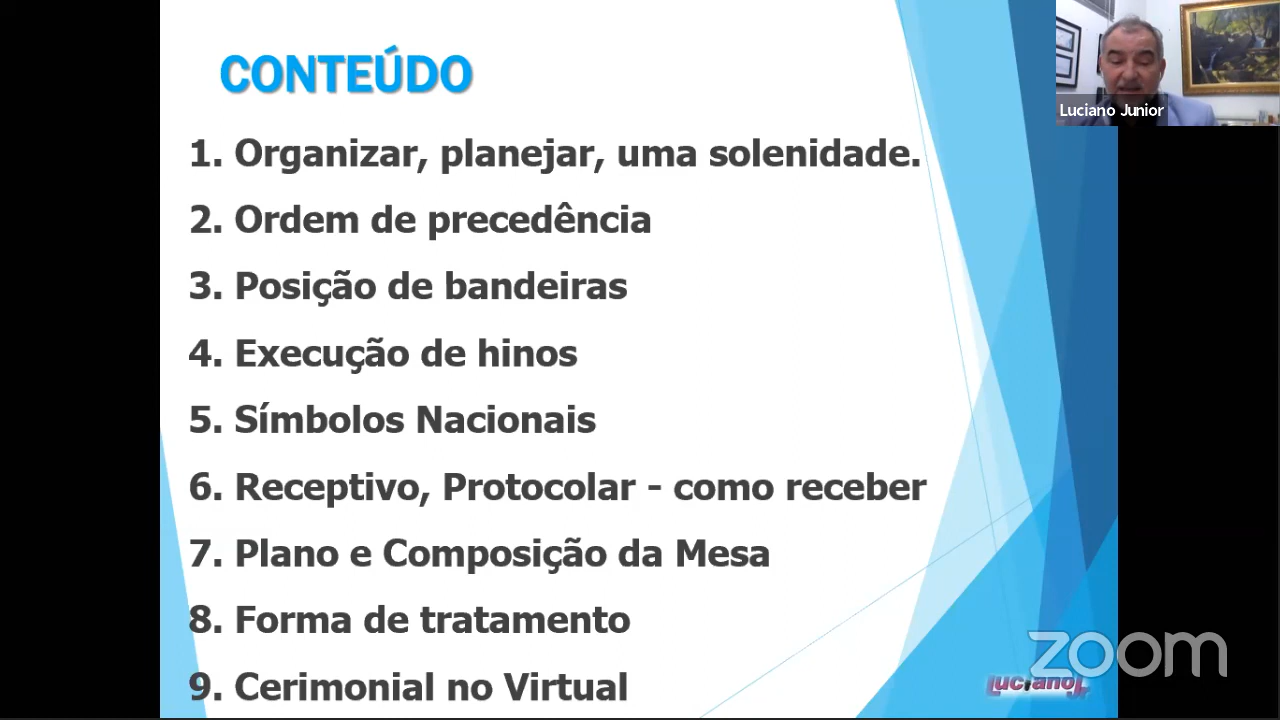 CONTEÚDO
Luciano Junior
1. Organizar, planejar, uma solenidade.
2. Ordem de precedência
3. Posição de bandeiras
4. Execução de hinos
5. Símbolos Nacionais
6. Receptivo, Protocolar - como receber
7. Plano e Composição da Mesa
8. Forma de tratamento
9. Cerimonial no Virtual
zoom
LucianoJr